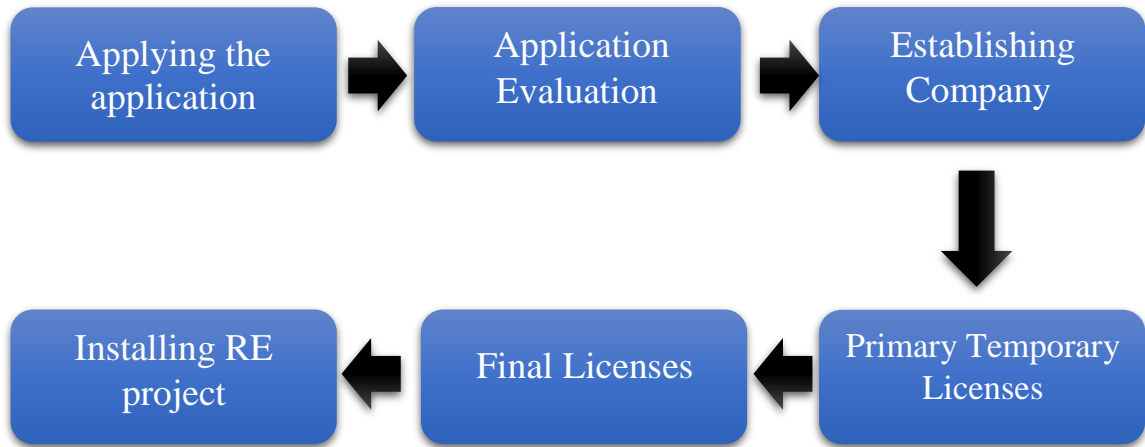 Applying the
application
Application
Evaluation
Establishing
Company
Primary Temporary
Licenses
Final Licenses
Installing RE
project